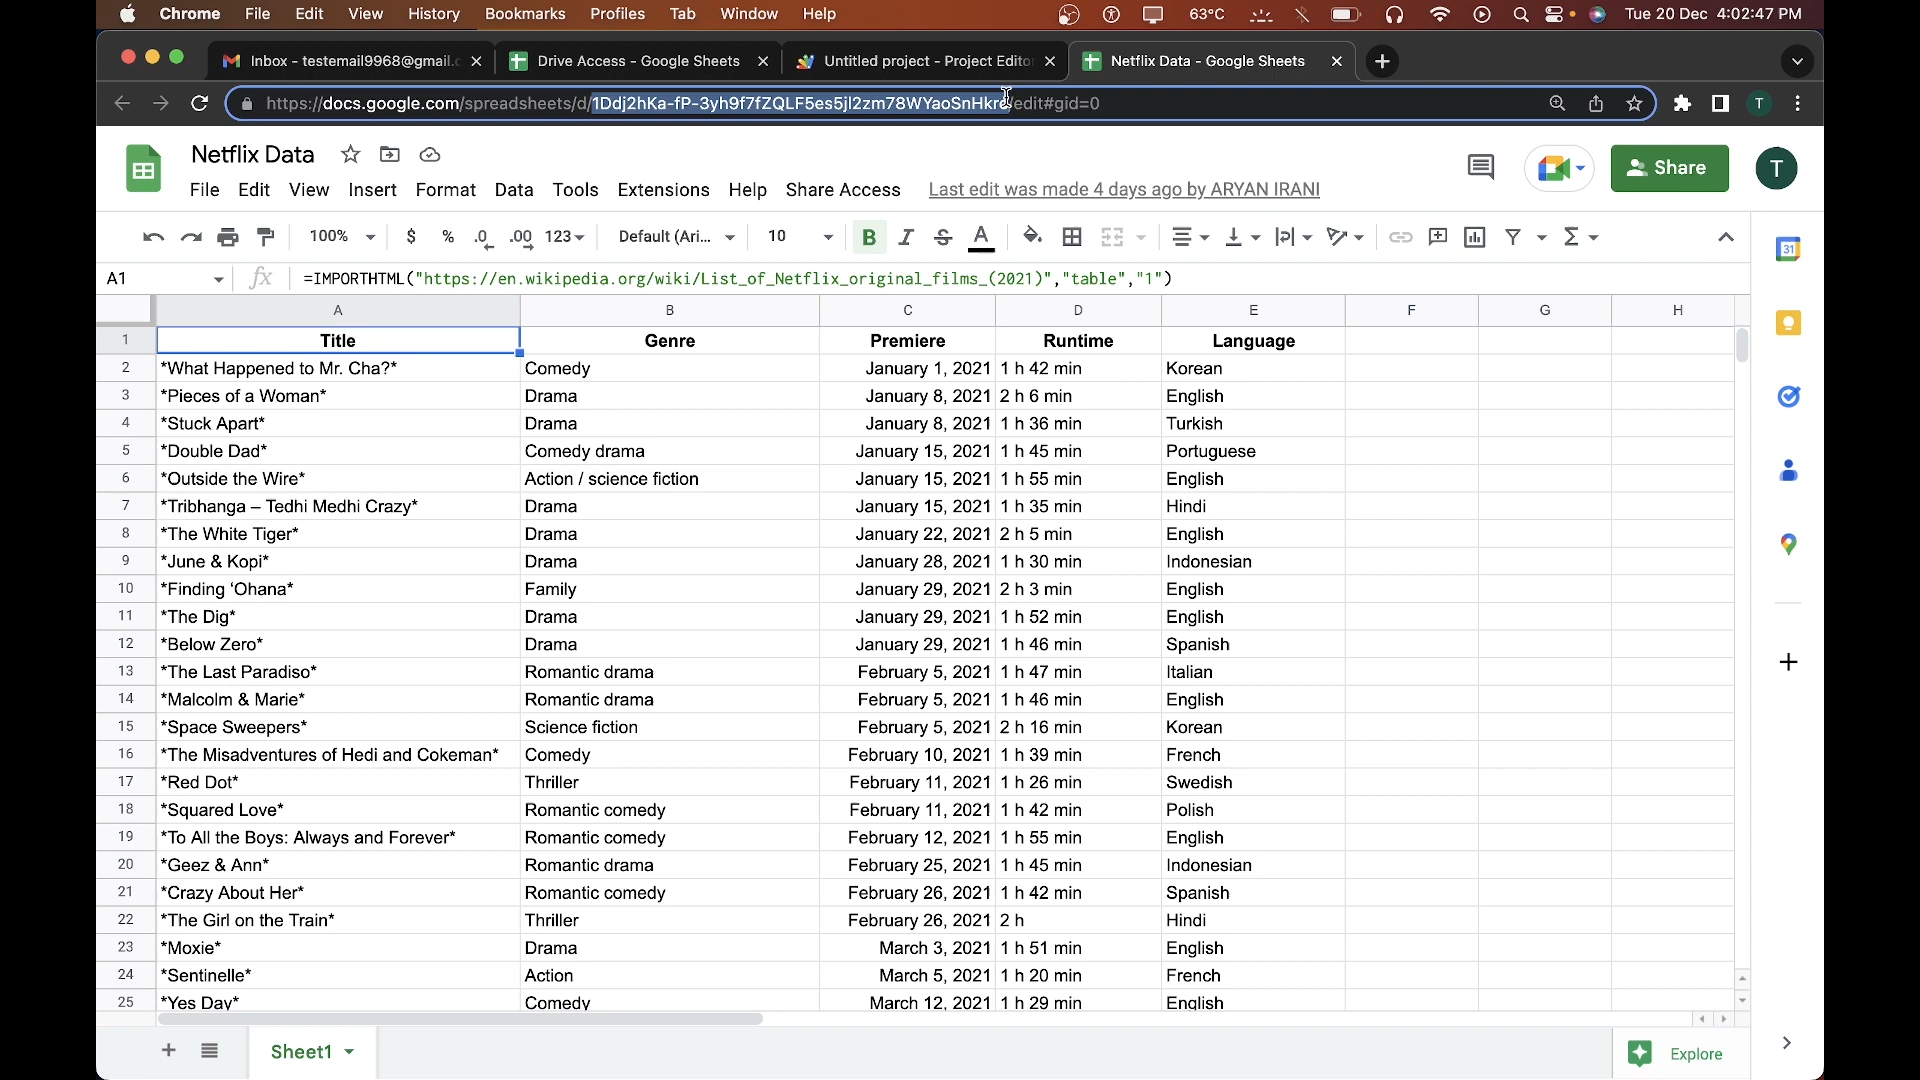 Chrome File Edit View History Bookmarks Profiles Tab Window Help 63°C Tue 20 Dec 4:02:47 PM
Inbox - testemail9968@gmail.c Drive Access - Google Sheets Untitled project - Project Editor Netflix Data - Google Sheets
https://docs.google.com/spreadsheets/d/1Ddj2hKa-fP-3yh9f7fZQLF5es5jl2zm78WYaoSnHkrc/edit#gid=0 T
Netflix Data Share T
File Edit View Insert Format Data Tools Extensions Help Share Access Last edit was made 4 days ago by ARYAN IRANI
100% $ % .0 .00 123 Default (Ari... 10 B I S A
31
A1 fx =IMPORTHTML("https://en.wikipedia.org/wiki/List_of_Netflix_original_films_(2021)","table","1")
A B C D E F G H
1 Title Genre Premiere Runtime Language
2 *What Happened to Mr. Cha?* Comedy January 1, 2021 1 h 42 min Korean
3 *Pieces of a Woman* Drama January 8, 2021 2 h 6 min English
4 *Stuck Apart* Drama January 8, 2021 1 h 36 min Turkish
5 *Double Dad* Comedy drama January 15, 2021 1 h 45 min Portuguese
6 *Outside the Wire* Action / science fiction January 15, 2021 1 h 55 min English
7 *Tribhanga – Tedhi Medhi Crazy* Drama January 15, 2021 1 h 35 min Hindi
8 *The White Tiger* Drama January 22, 2021 2 h 5 min English
9 *June & Kopi* Drama January 28, 2021 1 h 30 min Indonesian
10 *Finding ‘Ohana* Family January 29, 2021 2 h 3 min English
11 *The Dig* Drama January 29, 2021 1 h 52 min English
12 *Below Zero* Drama January 29, 2021 1 h 46 min Spanish
13 *The Last Paradiso* Romantic drama February 5, 2021 1 h 47 min Italian
14 *Malcolm & Marie* Romantic drama February 5, 2021 1 h 46 min English
15 *Space Sweepers* Science fiction February 5, 2021 2 h 16 min Korean
16 *The Misadventures of Hedi and Cokeman* Comedy February 10, 2021 1 h 39 min French
17 *Red Dot* Thriller February 11, 2021 1 h 26 min Swedish
18 *Squared Love* Romantic comedy February 11, 2021 1 h 42 min Polish
19 *To All the Boys: Always and Forever* Romantic comedy February 12, 2021 1 h 55 min English
20 *Geez & Ann* Romantic drama February 25, 2021 1 h 45 min Indonesian
21 *Crazy About Her* Romantic comedy February 26, 2021 1 h 42 min Spanish
22 *The Girl on the Train* Thriller February 26, 2021 2 h Hindi
23 *Moxie* Drama March 3, 2021 1 h 51 min English
24 *Sentinelle* Action March 5, 2021 1 h 20 min French
25 *Yes Day* Comedy March 12, 2021 1 h 29 min English
Sheet1 Explore